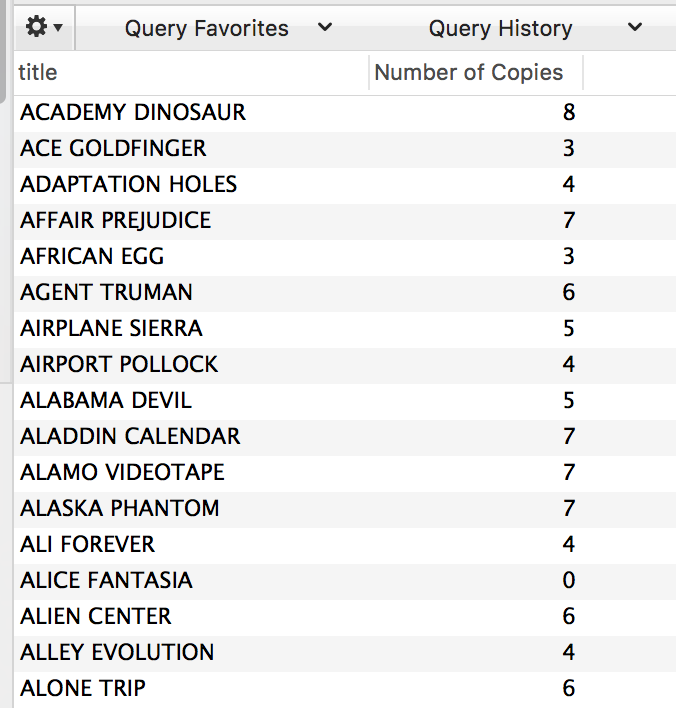 Query Favorites Query History
title Number of Copies
ACADEMY DINOSAUR 8
ACE GOLDFINGER 3
ADAPTATION HOLES 4
AFFAIR PREJUDICE 7
AFRICAN EGG 3
AGENT TRUMAN 6
AIRPLANE SIERRA 5
AIRPORT POLLOCK 4
ALABAMA DEVIL 5
ALADDIN CALENDAR 7
ALAMO VIDEOTAPE 7
ALASKA PHANTOM 7
ALI FOREVER 4
ALICE FANTASIA 0
ALIEN CENTER 6
ALLEY EVOLUTION 4
ALONE TRIP 6